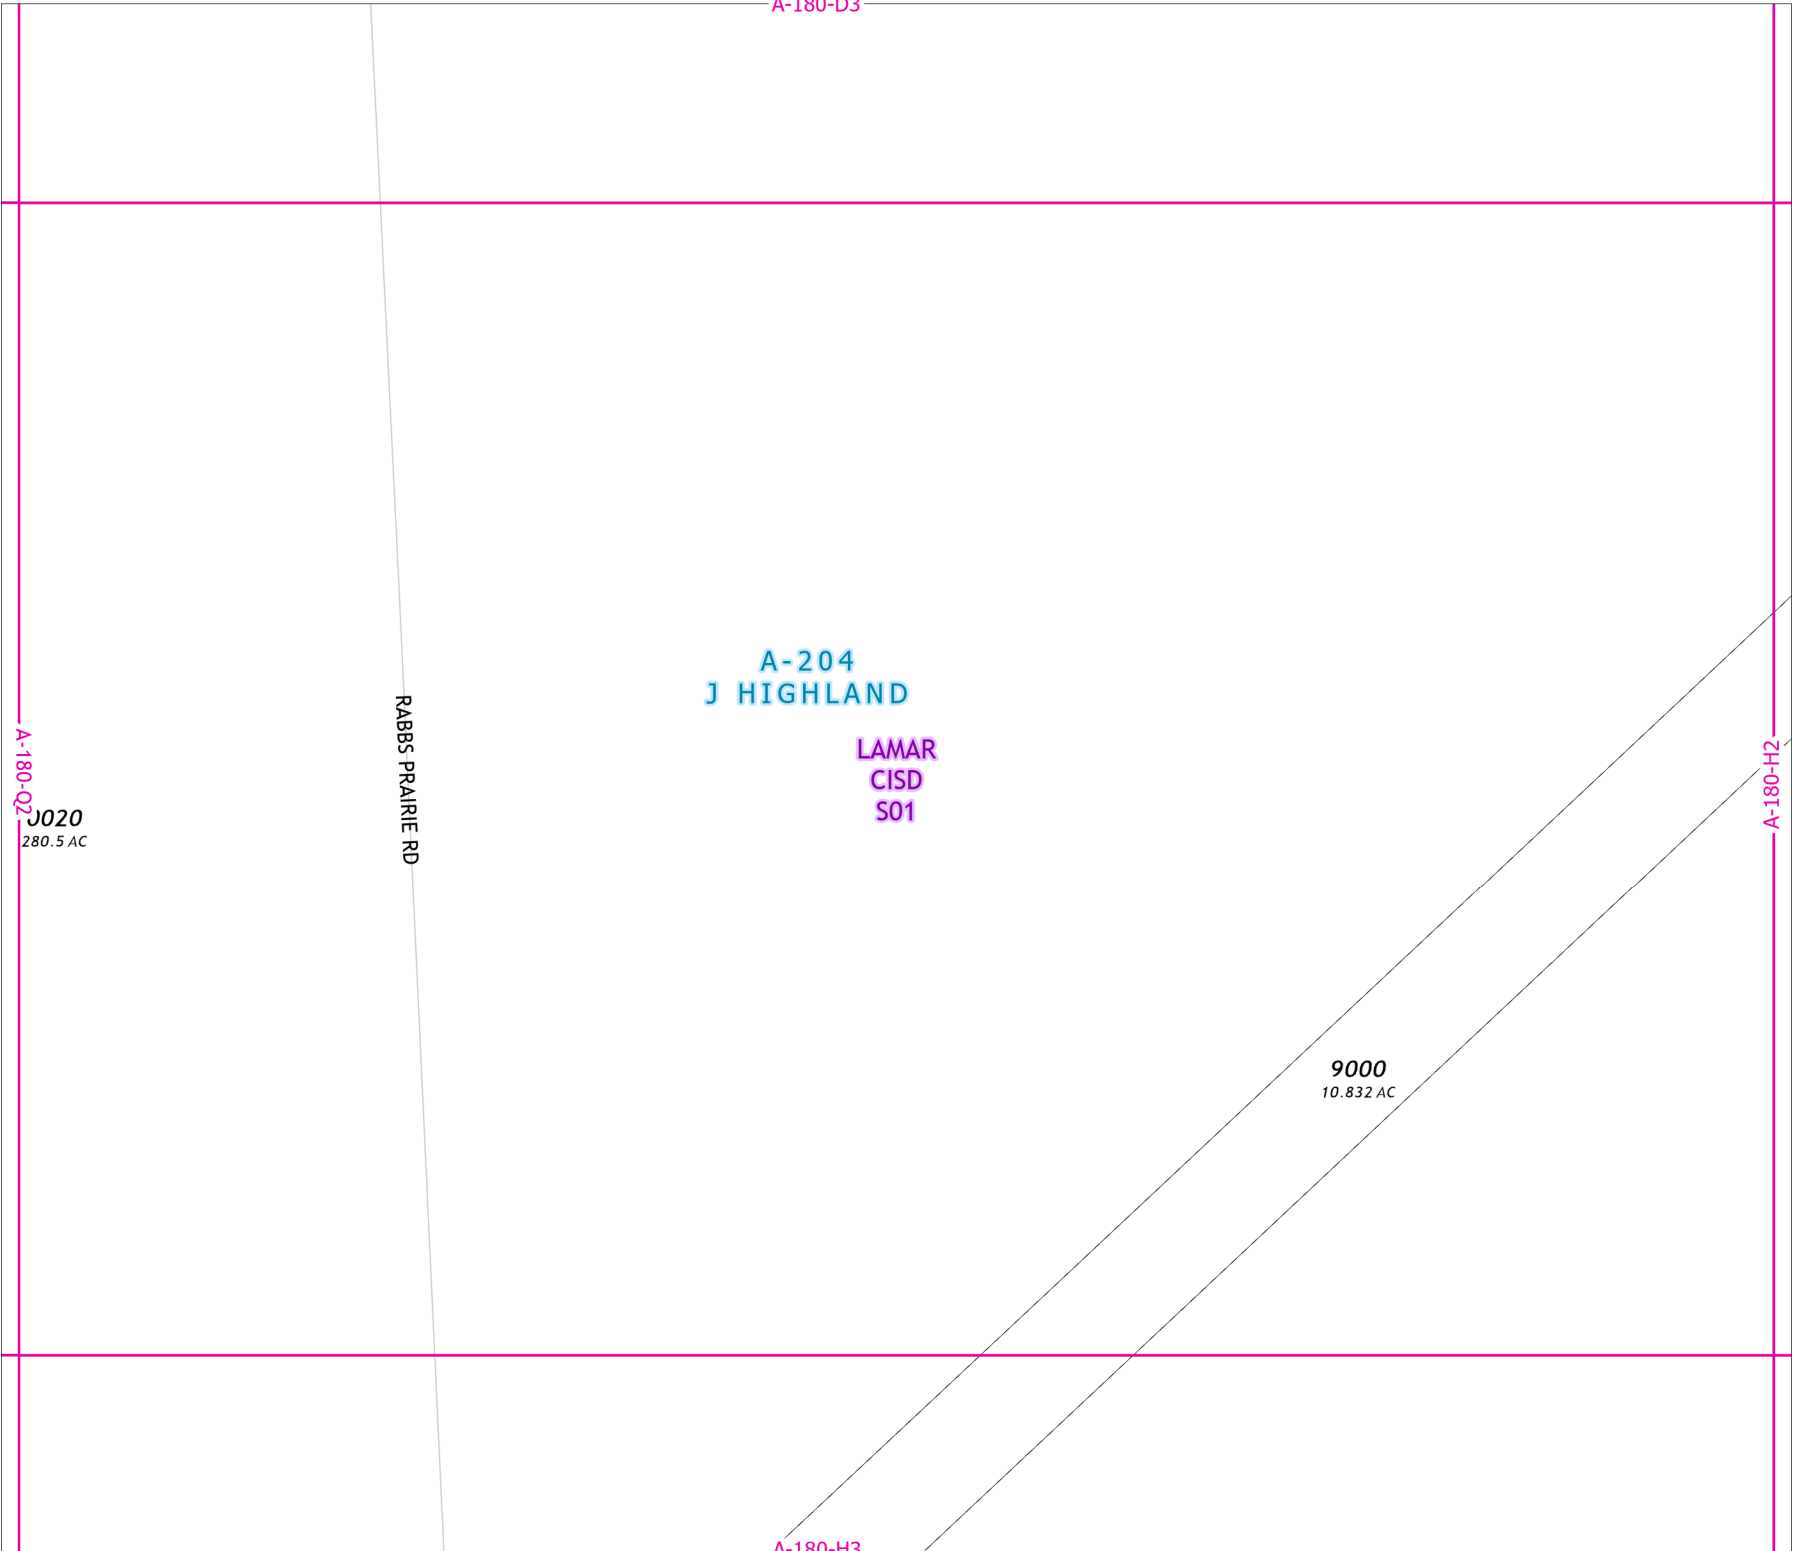 A-180-D3
A-204
J HIGHLAND
RABBS PRAIRIE RD
LAMAR
CISD
S01
A-180-Q2
A-180-H2
0020
280.5 AC
9000
10.832 AC
A-180-H3